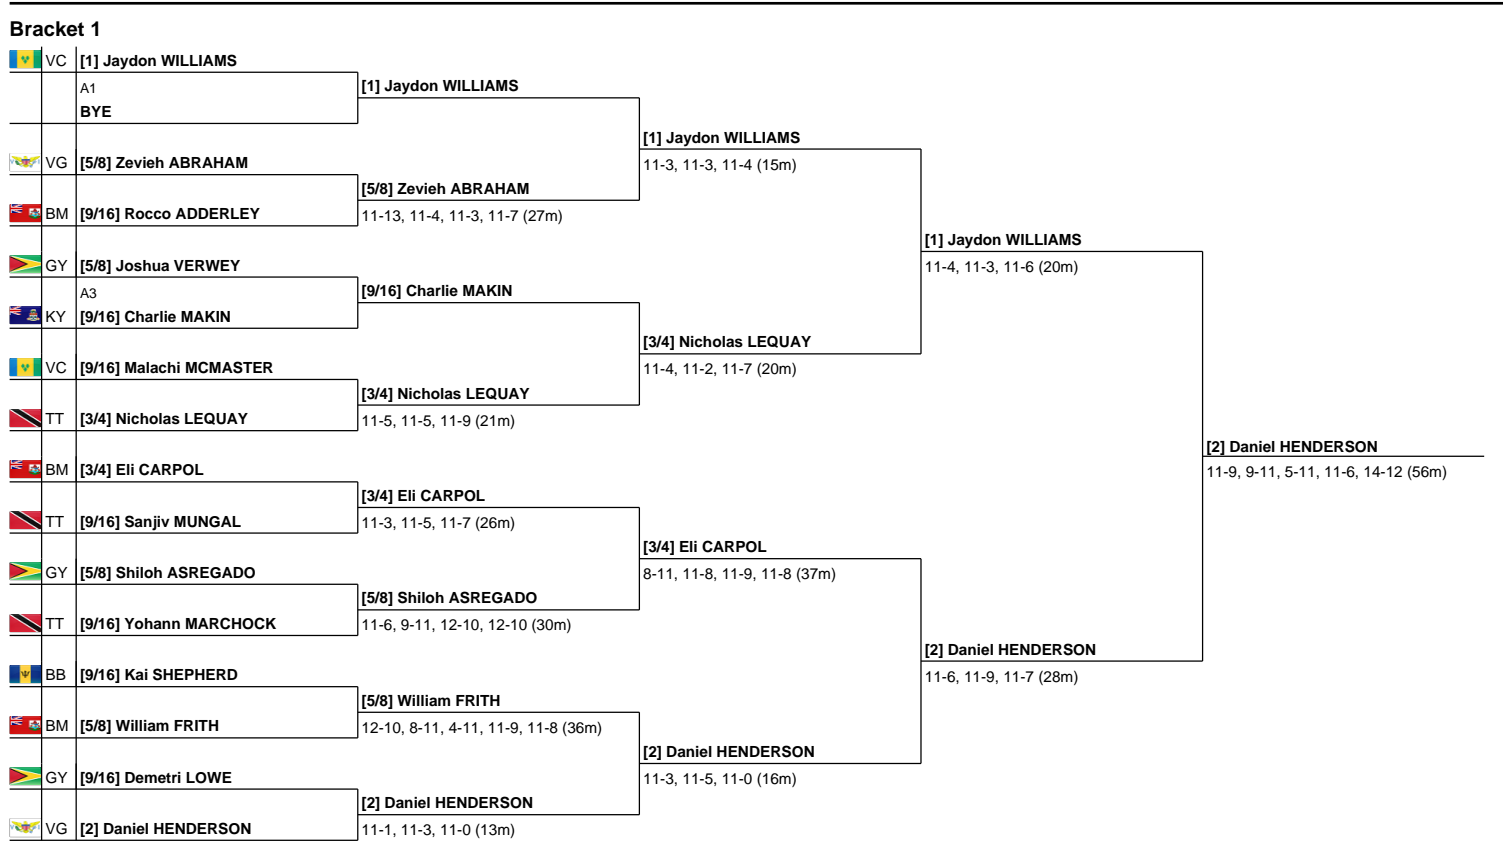 Bracket 1
VC [1] Jaydon WILLIAMS
[1] Jaydon WILLIAMS
A1
BYE
[1] Jaydon WILLIAMS
11-3, 11-3, 11-4 (15m)
VG [5/8] Zevieh ABRAHAM
[5/8] Zevieh ABRAHAM
11-13, 11-4, 11-3, 11-7 (27m)
BM [9/16] Rocco ADDERLEY
[1] Jaydon WILLIAMS
11-4, 11-3, 11-6 (20m)
GY [5/8] Joshua VERWEY
A3
[9/16] Charlie MAKIN
KY [9/16] Charlie MAKIN
[3/4] Nicholas LEQUAY
11-4, 11-2, 11-7 (20m)
VC [9/16] Malachi MCMASTER
[3/4] Nicholas LEQUAY
11-5, 11-5, 11-9 (21m)
TT [3/4] Nicholas LEQUAY
[2] Daniel HENDERSON
11-9, 9-11, 5-11, 11-6, 14-12 (56m)
BM [3/4] Eli CARPOL
[3/4] Eli CARPOL
11-3, 11-5, 11-7 (26m)
TT [9/16] Sanjiv MUNGAL
[3/4] Eli CARPOL
8-11, 11-8, 11-9, 11-8 (37m)
GY [5/8] Shiloh ASREGADO
[5/8] Shiloh ASREGADO
11-6, 9-11, 12-10, 12-10 (30m)
TT [9/16] Yohann MARCHOCK
[2] Daniel HENDERSON
11-6, 11-9, 11-7 (28m)
BB [9/16] Kai SHEPHERD
[5/8] William FRITH
12-10, 8-11, 4-11, 11-9, 11-8 (36m)
BM [5/8] William FRITH
[2] Daniel HENDERSON
11-3, 11-5, 11-0 (16m)
GY [9/16] Demetri LOWE
[2] Daniel HENDERSON
11-1, 11-3, 11-0 (13m)
VG [2] Daniel HENDERSON